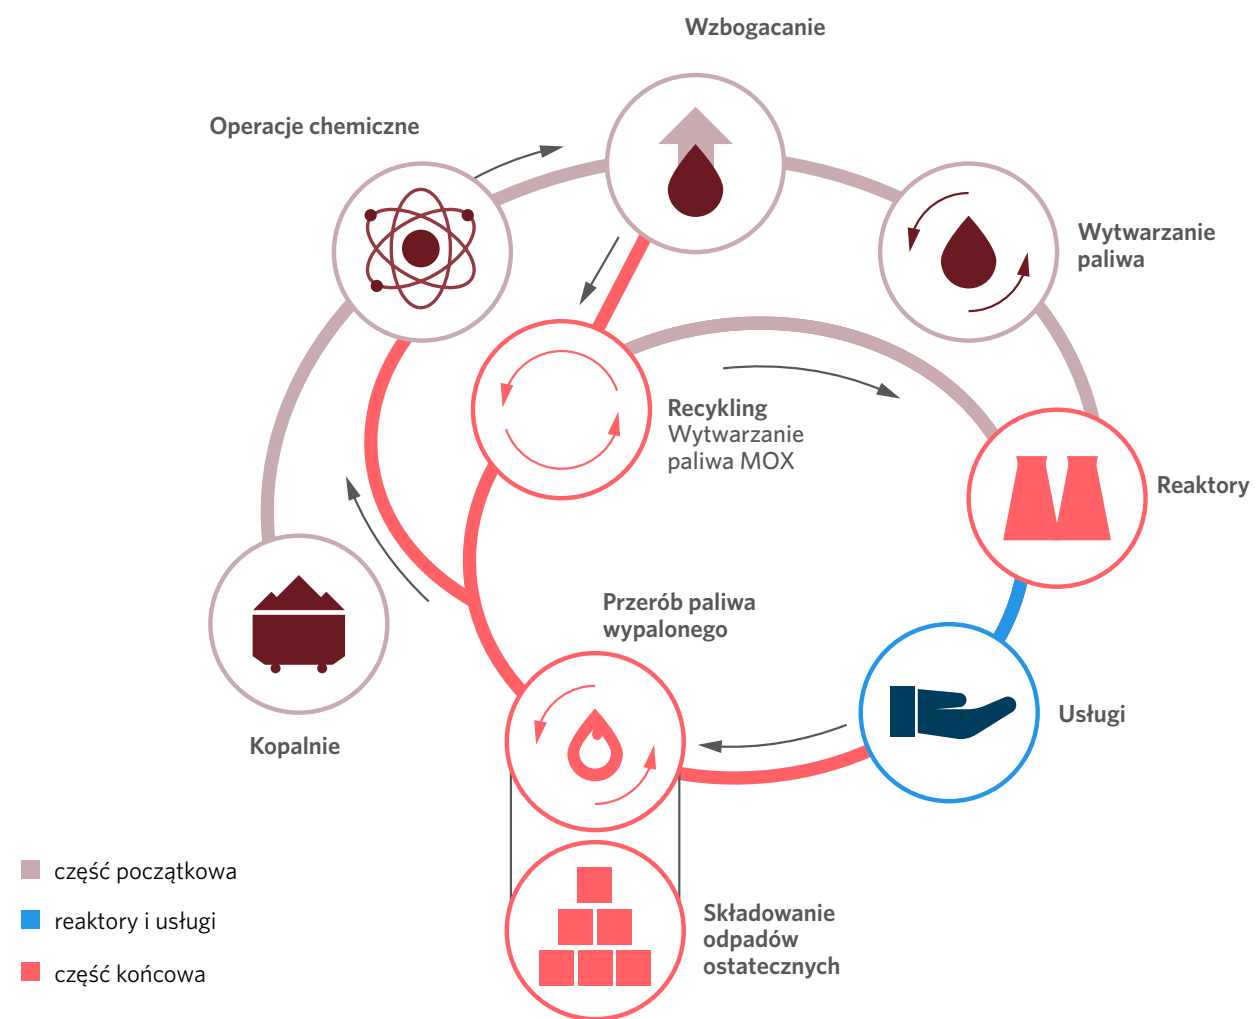 Wzbogacanie
Operacje chemiczne
Wytwarzanie
paliwa
Recykling
Wytwarzanie
paliwa MOX
Reaktory
Przerób paliwa
wypalonego
Usługi
Kopalnie
część początkowa
reaktory i usługi
część końcowa
Składowanie
odpadów
ostatecznych